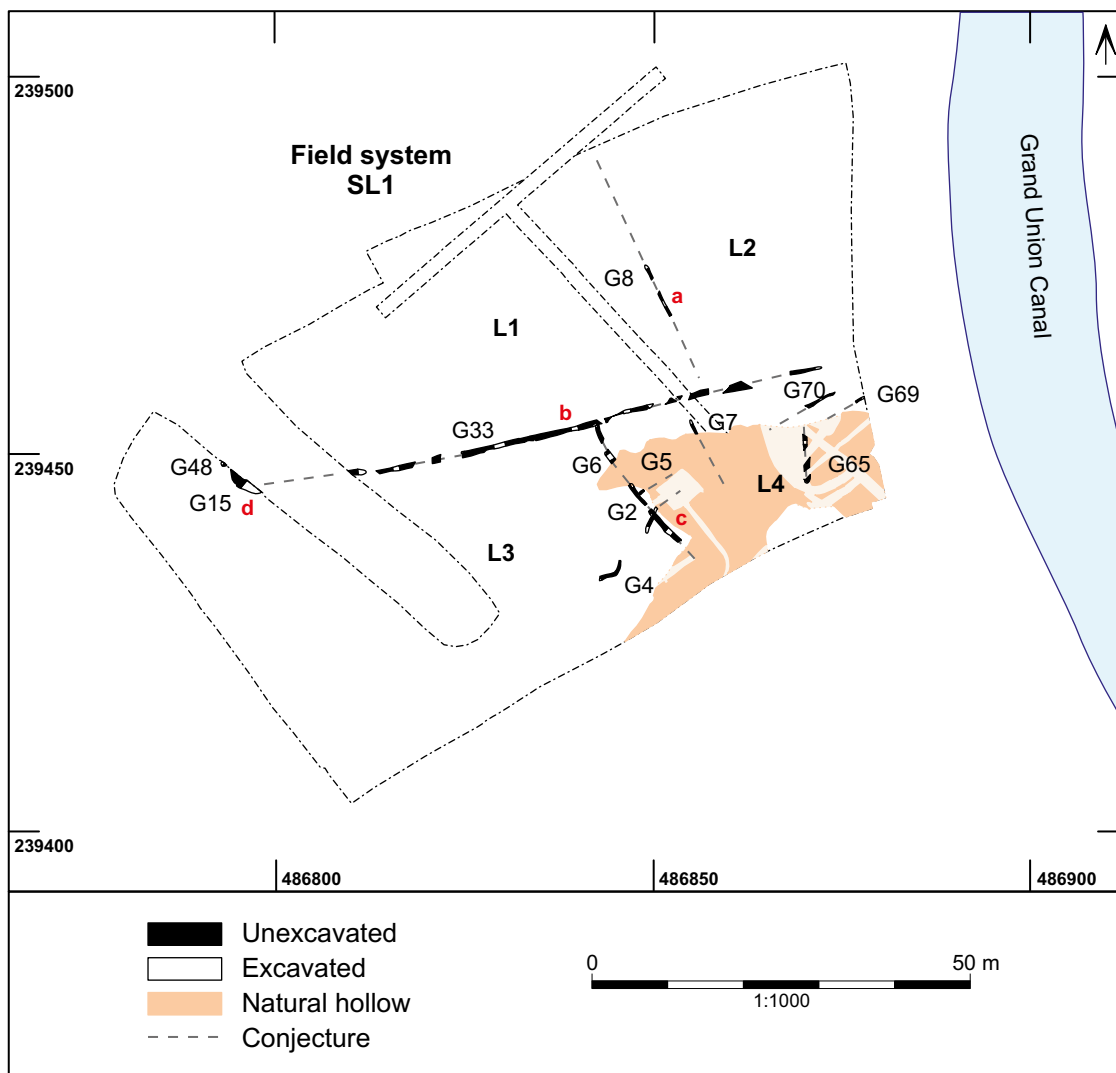 239500
Field system
SL1
Grand Union Canal
L2
G8
a
L1
G70
G69
b
G7
G33
G6
G5
G48
G65
L4
G15
d
G2
c
L3
G4
239400
239450
486800
486850
486900
Unexcavated
Excavated
Natural hollow
Conjecture
0
50 m
1:1000